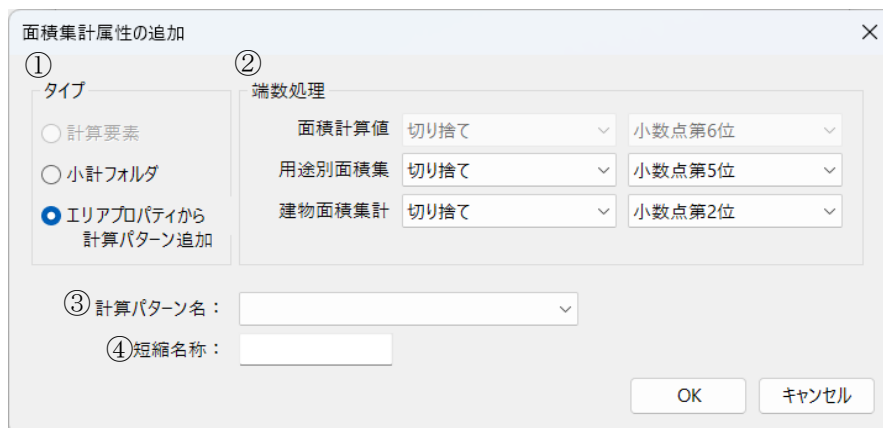 面積集計属性の追加
① ②
タイプ
端数処理
計算要素
小計フォルダ
エリアプロパティから
計算パターン追加
面積計算値 切り捨て 小数点第6位
用途別面積集 切り捨て 小数点第5位
建物面積集計 切り捨て 小数点第2位
③計算パターン名：
④短縮名称：
OK キャンセル